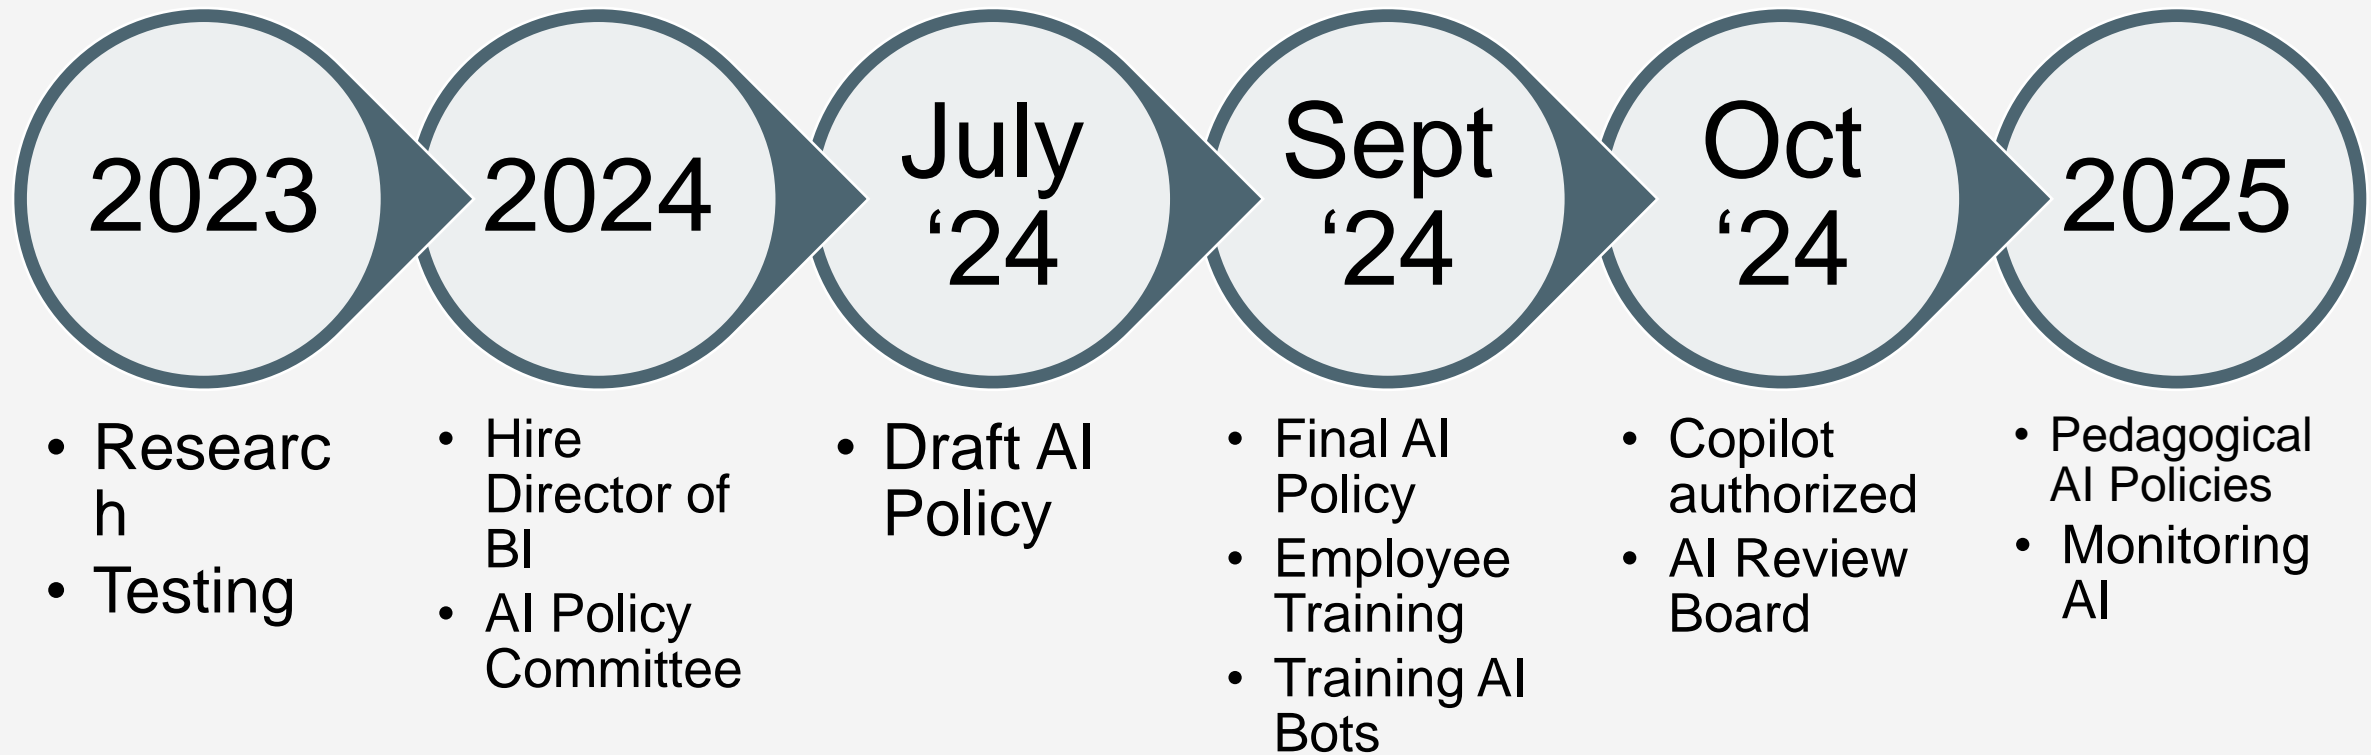 2023
• Researc
h
• Testing
2024
• Hire
Director of
BI
• AI Policy
Committee
July
‘24
• Draft AI
Policy
Sept
‘24
• Final AI
Policy
• Employee
Training
• Training AI
Bots
Oct
‘24
• Copilot
authorized
• AI Review
Board
2025
• Pedagogical
AI Policies
• Monitoring
AI